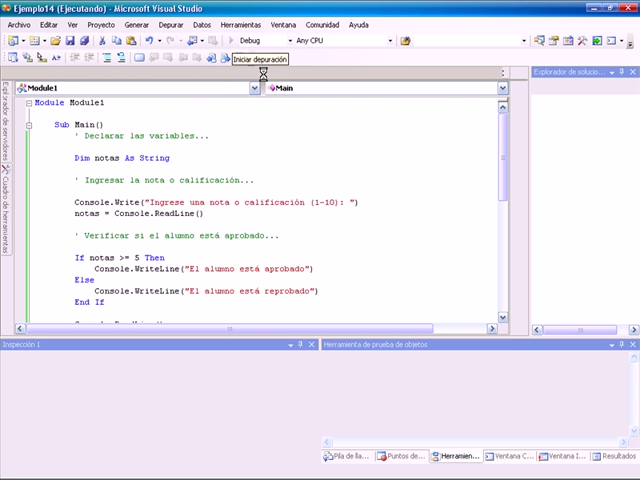 Ejemplo14 (Ejecutando) - Microsoft Visual Studio
Archivo Editar Ver Proyecto Generar Depurar Datos Herramientas Ventana Comunidad Ayuda
Debug Any CPU
Iniciar depuración
Explorador de solucio...
Module1 Main
Explorador de servidores
Cuadro de herramientas
Module Module1
Sub Main()
' Declarar las variables...
Dim notas As String
' Ingresar la nota o calificación...
Console.Write("Ingrese una nota o calificación (1-10): ")
notas = Console.ReadLine()
' Verificar si el alumno está aprobado...
If notas >= 5 Then
Console.WriteLine("El alumno está aprobado")
Else
Console.WriteLine("El alumno está reprobado")
End If
Inspección 1
Herramienta de prueba de objetos
Pila de lla... Puntos de... Herramien... Ventana C... Ventana I... Resultados